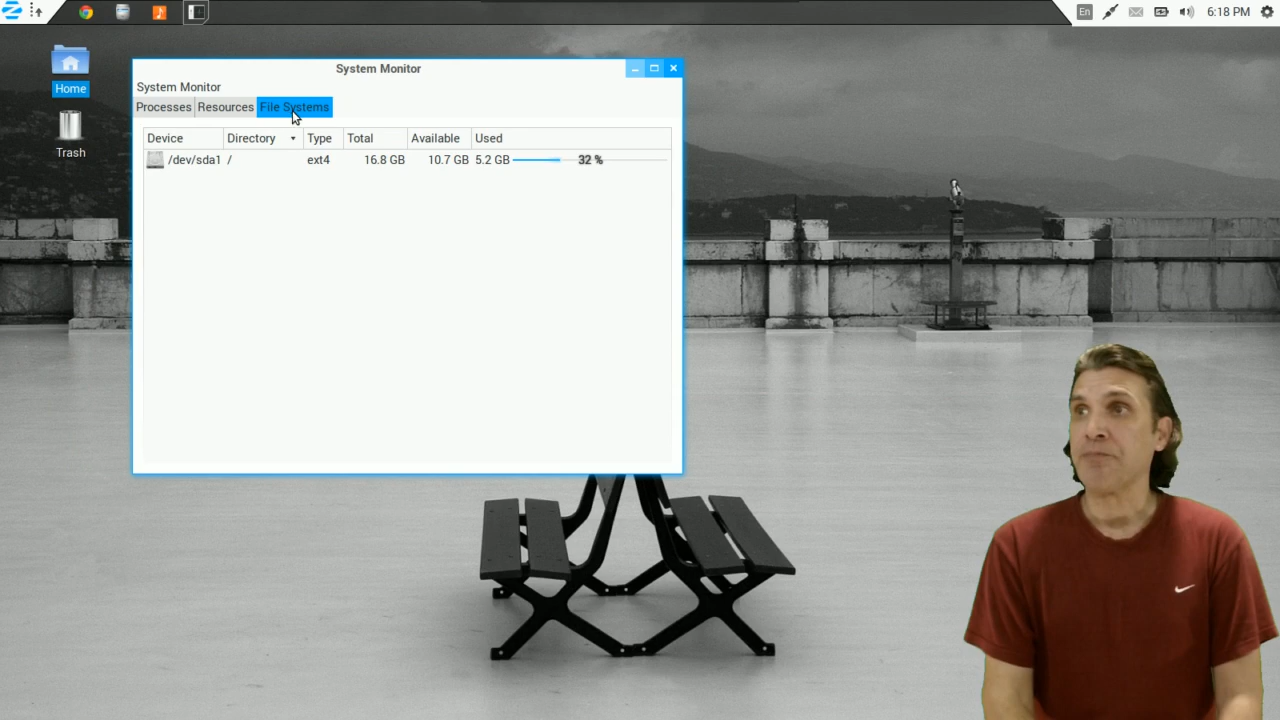 En 6:18 PM
System Monitor
Home
System Monitor
Processes Resources File Systems
Device Directory Type Total Available Used
Trash
/dev/sda1 / ext4 16.8 GB 10.7 GB 5.2 GB 32 %